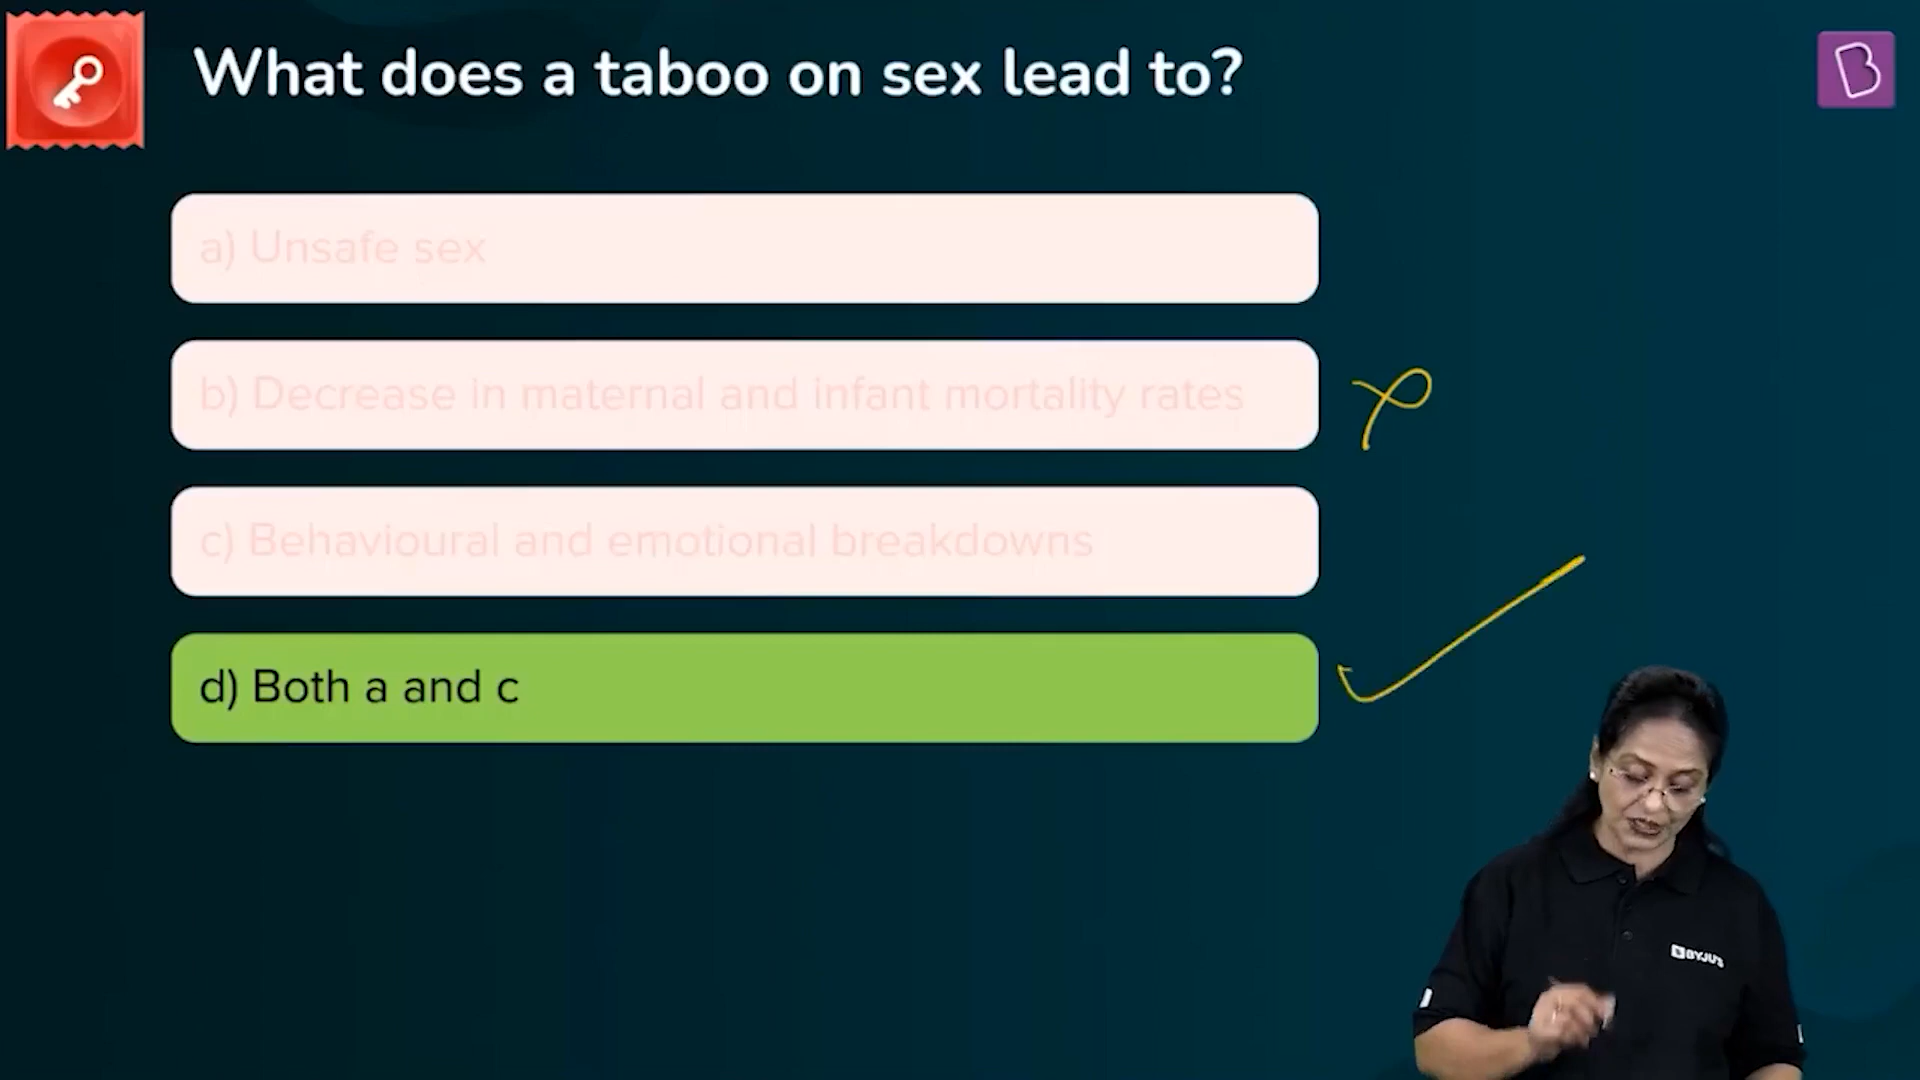 What does a taboo on sex lead to?
a) Unsafe sex
b) Decrease in maternal and infant mortality rates
c) Behavioural and emotional breakdowns
d) Both a and c
BYJU'S